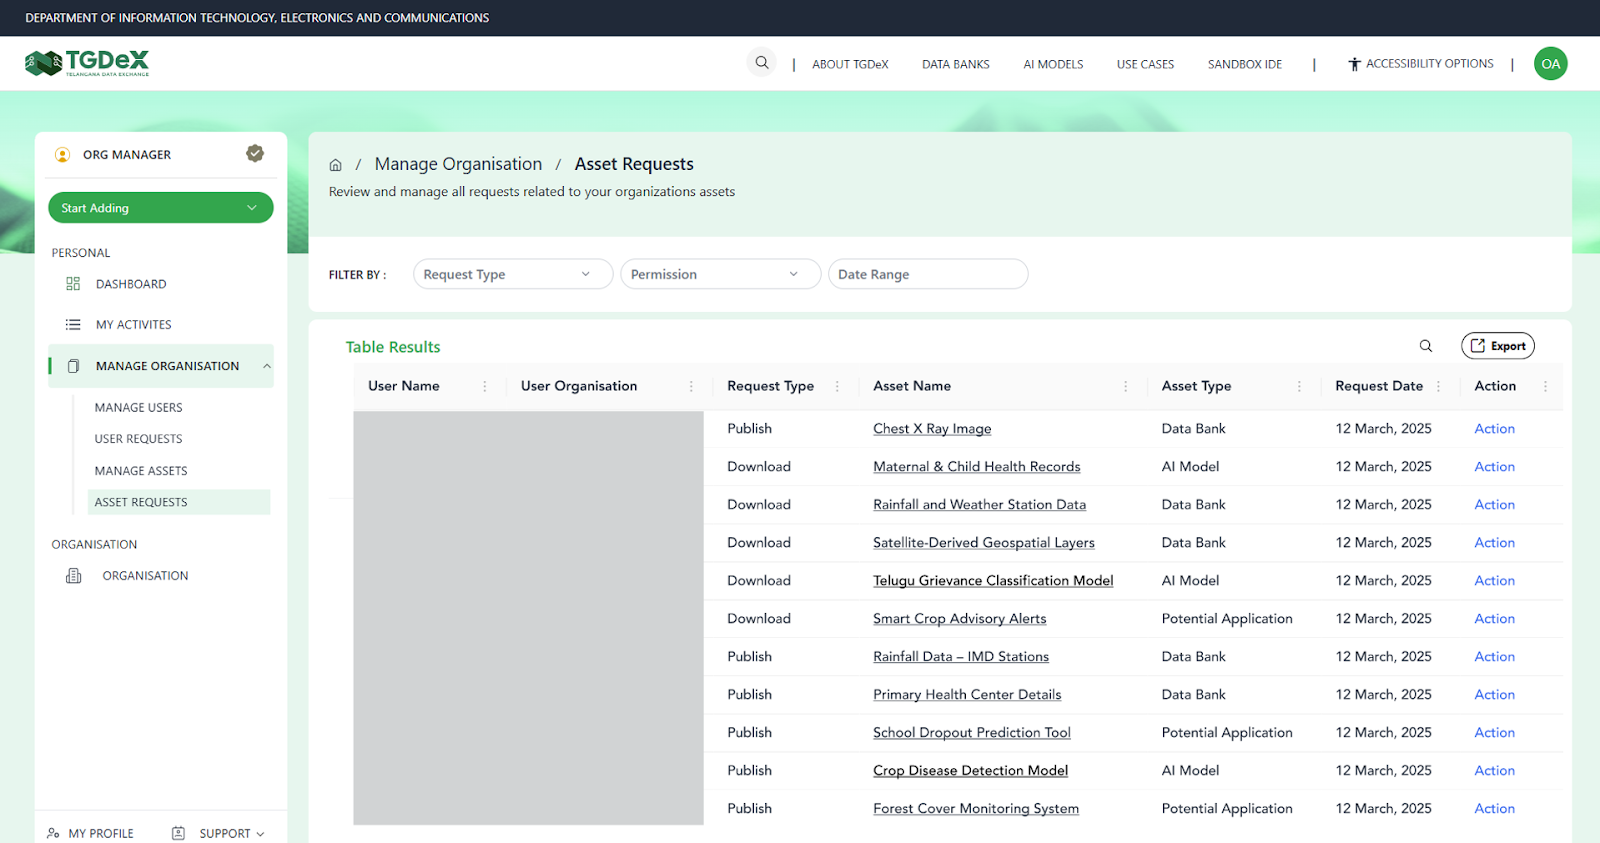 DEPARTMENT OF INFORMATION TECHNOLOGY, ELECTRONICS AND COMMUNICATIONS
TGDeX
TELANGANA DATA EXCHANGE
| ABOUT TGDeX DATA BANKS AI MODELS USE CASES SANDBOX IDE | ACCESSIBILITY OPTIONS | OA
ORG MANAGER
Start Adding
PERSONAL
DASHBOARD
MY ACTIVITES
MANAGE ORGANISATION
MANAGE USERS
USER REQUESTS
MANAGE ASSETS
ASSET REQUESTS
ORGANISATION
ORGANISATION
MY PROFILE SUPPORT
/ Manage Organisation / Asset Requests
Review and manage all requests related to your organizations assets
FILTER BY : Request Type Permission Date Range
Table Results Export
User Name User Organisation Request Type Asset Name Asset Type Request Date Action
Publish Chest X Ray Image Data Bank 12 March, 2025 Action
Download Maternal & Child Health Records AI Model 12 March, 2025 Action
Download Rainfall and Weather Station Data Data Bank 12 March, 2025 Action
Download Satellite-Derived Geospatial Layers Data Bank 12 March, 2025 Action
Download Telugu Grievance Classification Model AI Model 12 March, 2025 Action
Download Smart Crop Advisory Alerts Potential Application 12 March, 2025 Action
Publish Rainfall Data – IMD Stations Data Bank 12 March, 2025 Action
Publish Primary Health Center Details Data Bank 12 March, 2025 Action
Publish School Dropout Prediction Tool Potential Application 12 March, 2025 Action
Publish Crop Disease Detection Model AI Model 12 March, 2025 Action
Publish Forest Cover Monitoring System Potential Application 12 March, 2025 Action